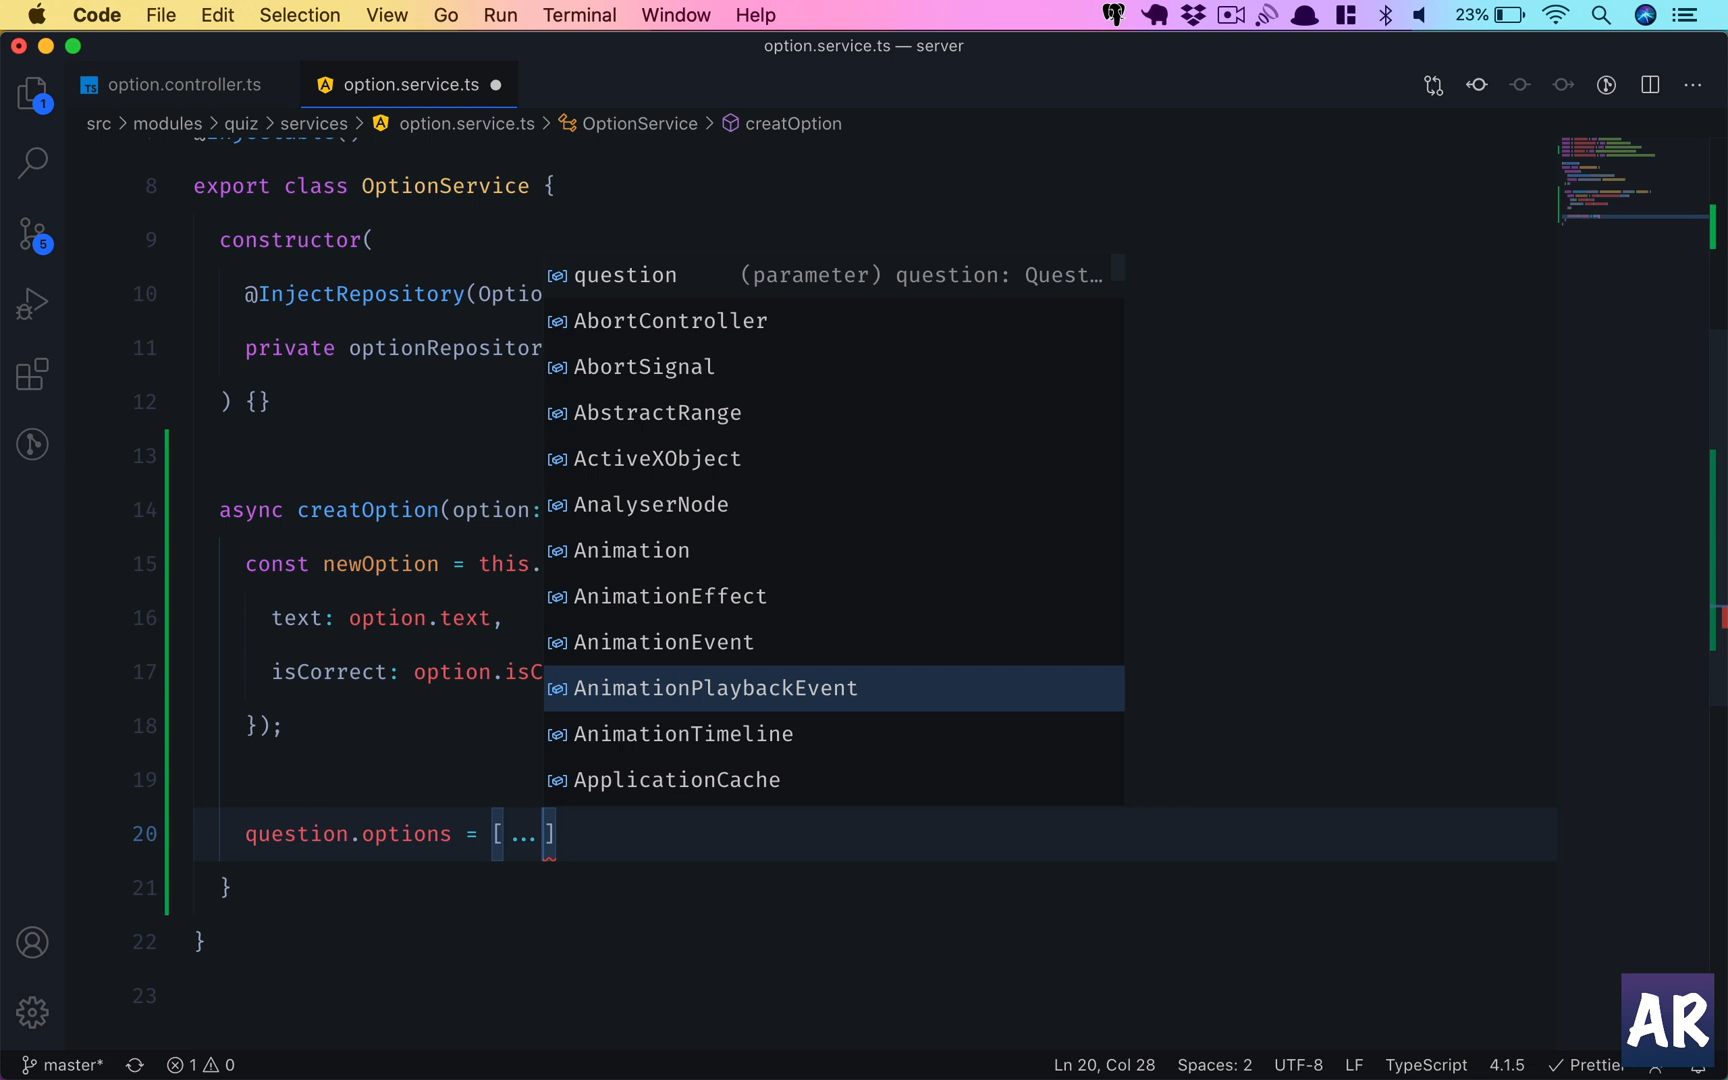 Code File Edit Selection View Go Run Terminal Window Help 23%
option.service.ts — server
TS option.controller.ts option.service.ts
src > modules > quiz > services > option.service.ts > OptionService > creatOption
1
8 export class OptionService {
9 constructor(
10 @InjectRepository(Optio
11 private optionRepositor
12 ) {}
13
14 async creatOption(option:
15 const newOption = this.
16 text: option.text,
17 isCorrect: option.isC
18 });
19
20 question.options = [ ...]
21 }
22 }
23
5
question (parameter) question: Quest…
AbortController
AbortSignal
AbstractRange
ActiveXObject
AnalyserNode
Animation
AnimationEffect
AnimationEvent
AnimationPlaybackEvent
AnimationTimeline
ApplicationCache
AR
master* 1 0 Ln 20, Col 28 Spaces: 2 UTF-8 LF TypeScript 4.1.5